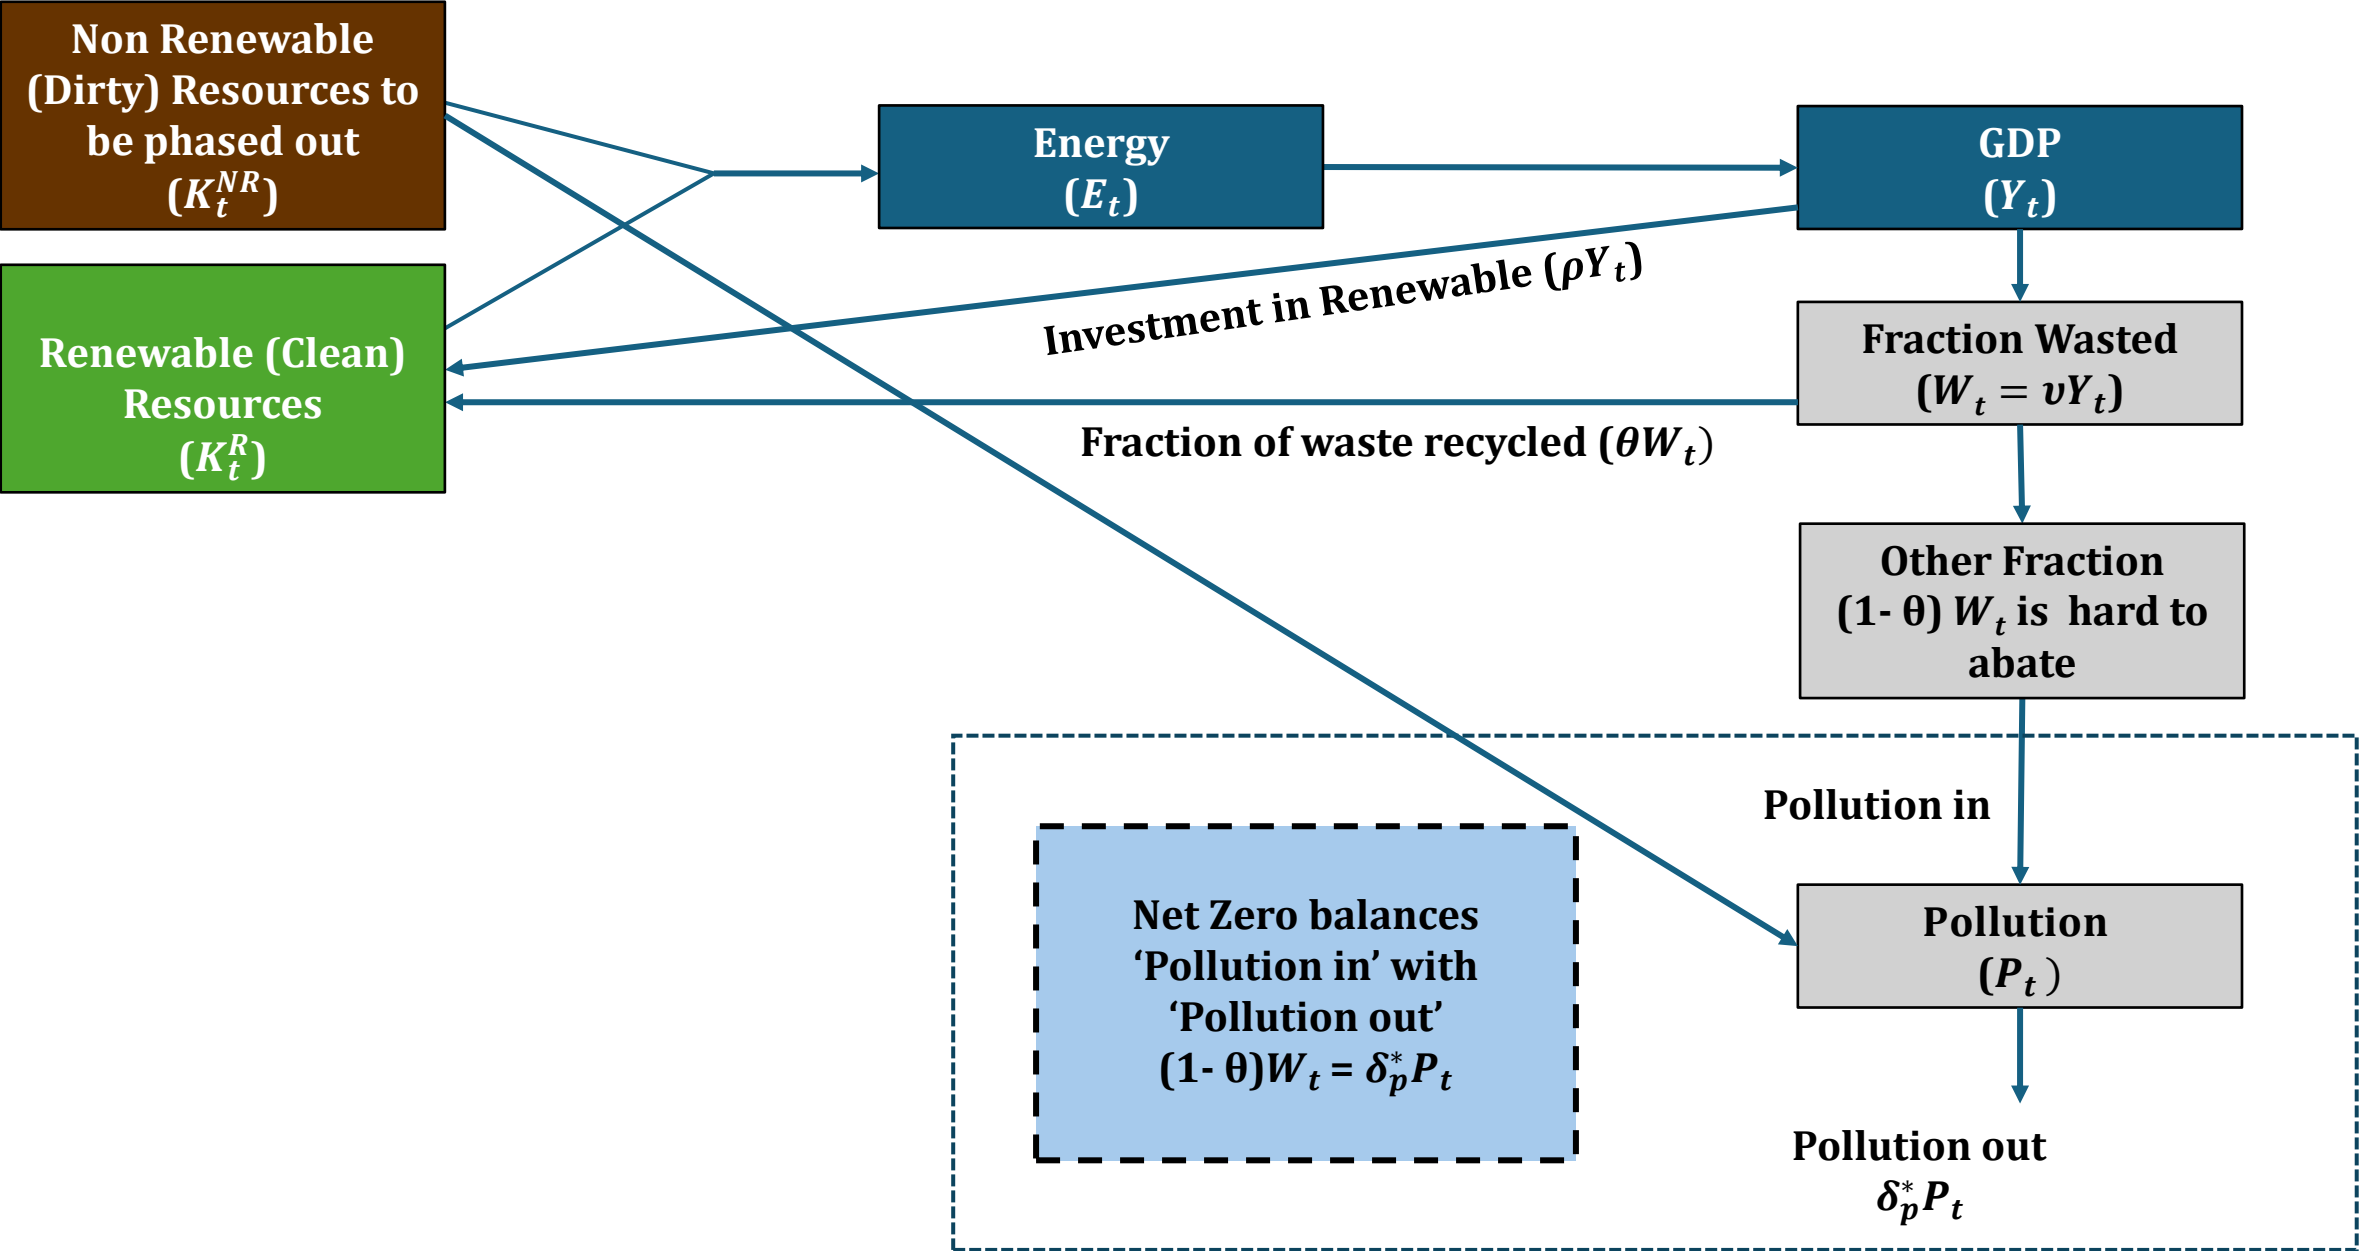 Non Renewable
(Dirty) Resources to
be phased out
(K_t^{NR})
Energy
(E_t)
GDP
(Y_t)
Investment in Renewable (ρY_t)
Renewable (Clean)
Resources
(K_t^R)
Fraction Wasted
(W_t = υY_t)
Fraction of waste recycled (θW_t)
Other Fraction
(1- θ) W_t is hard to
abate
Pollution in
Net Zero balances
‘Pollution in’ with
‘Pollution out’
(1- θ)W_t = δ_p^*P_t
Pollution
(P_t )
Pollution out
δ_p^*P_t